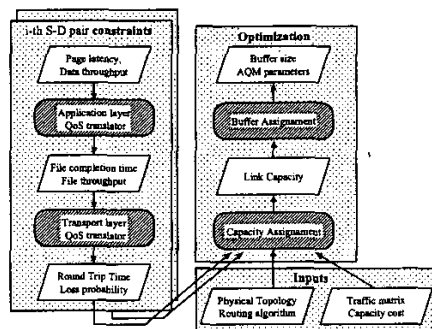 i-th S-D pair constraints
Page latency,
Data throughput
Application layer
QoS translator
File completion time
File throughput
Transport layer
QoS translator
Round Trip Time
Loss probability
Optimization
Buffer size
AQM parameters
Buffer Assignament
Link Capacity
Capacity Assignament
Inputs
Physical Topology
Routing algorithm
Traffic matrix
Capacity cost